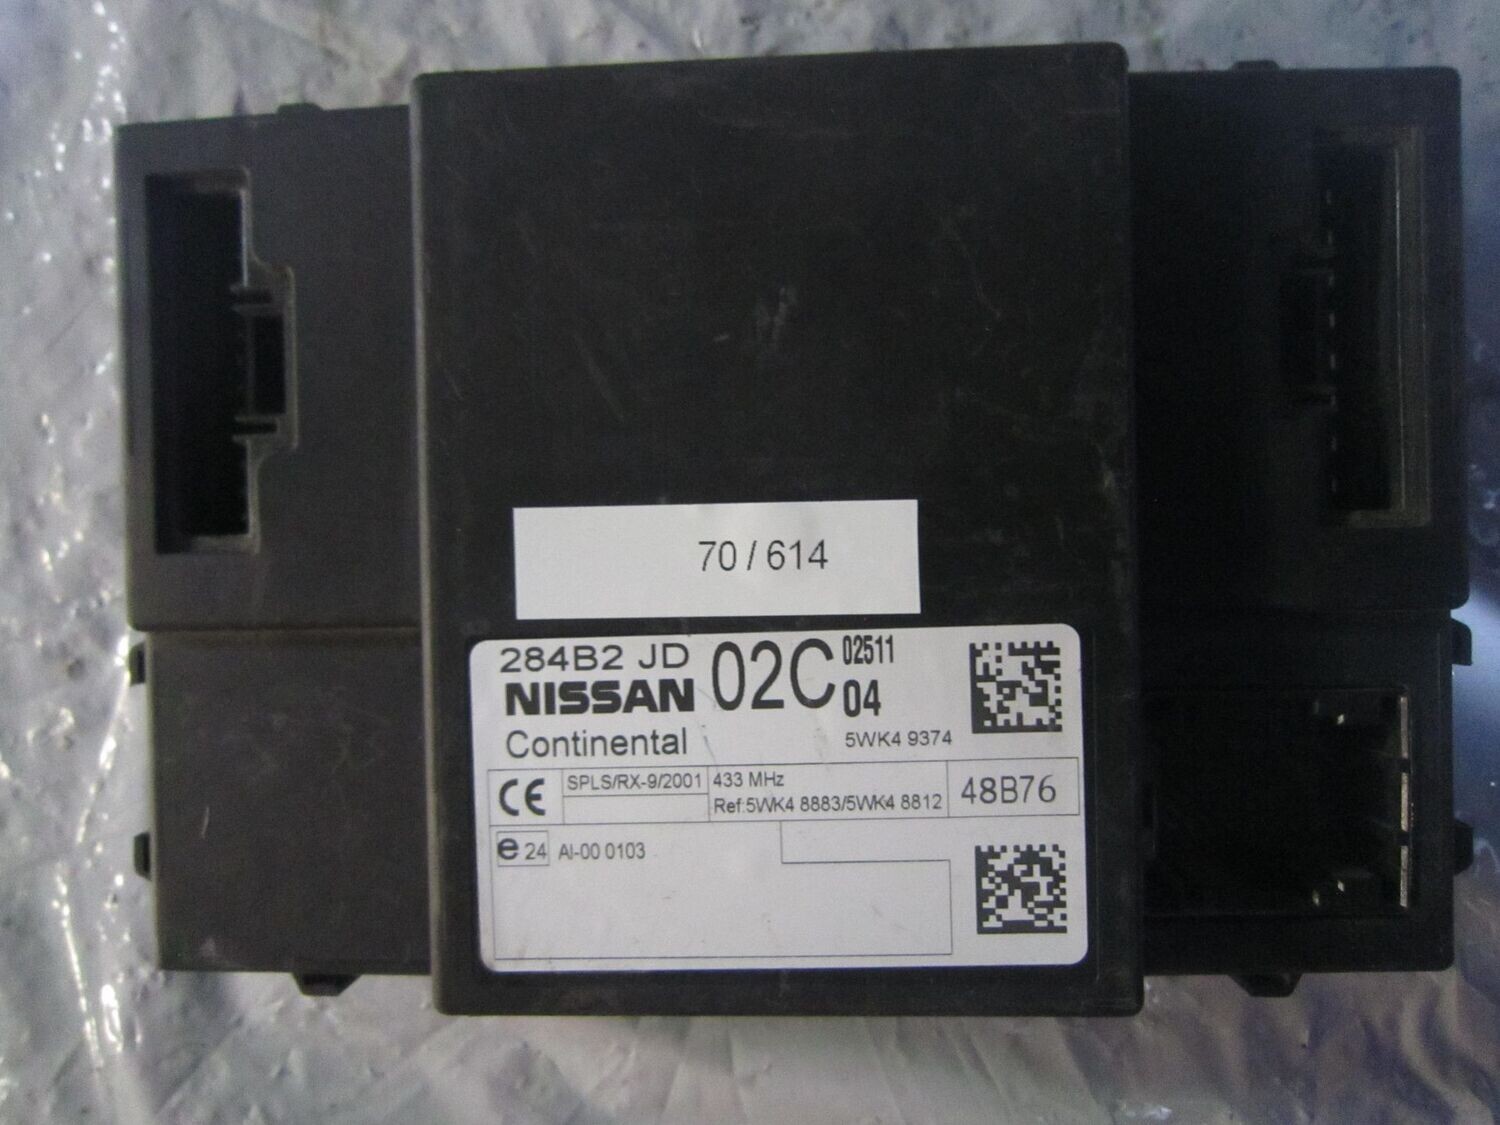 70 / 614
284B2 JD 02C 02511
NISSAN 04
Continental 5WK4 9374
CE SPLS/RX-9/2001 433 MHz 48B76
Ref:5WK4 8883/5WK4 8812
e 24 AI-00 0103